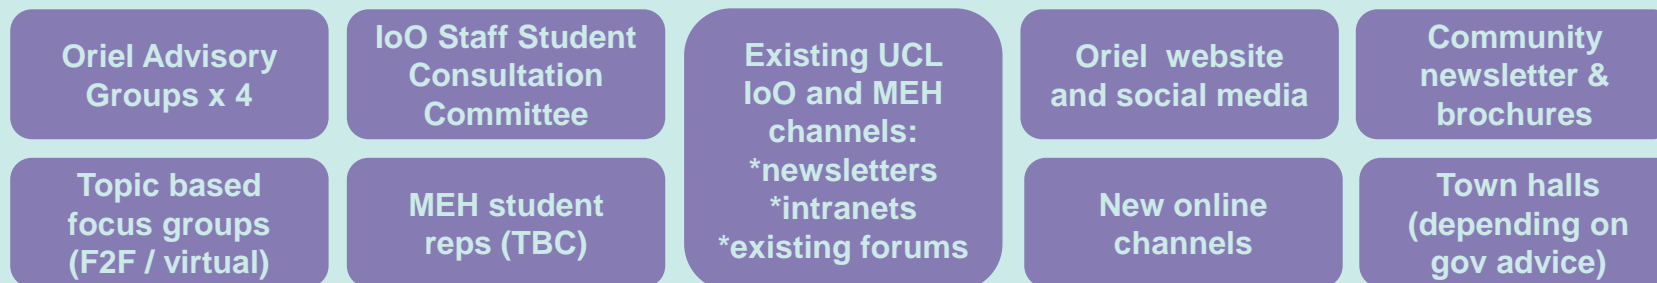 Oriel Advisory
Groups x 4
IoO Staff Student
Consultation
Committee
Existing UCL
IoO and MEH
channels:
*newsletters
*intranets
*existing forums
Oriel website
and social media
Community
newsletter &
brochures
Topic based
focus groups
(F2F / virtual)
MEH student
reps (TBC)
New online
channels
Town halls
(depending on
gov advice)